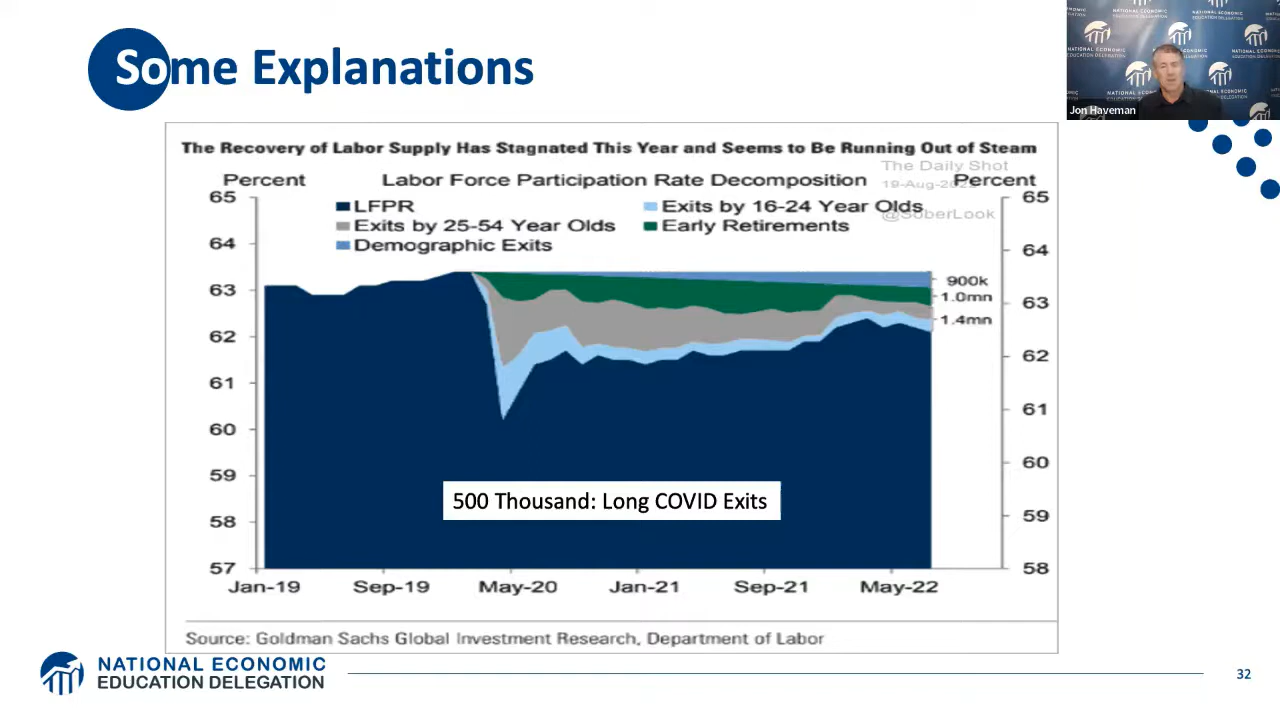 Some Explanations
NATIONAL ECONOMIC
EDUCATION DELEGATION
Jon Haveman
The Recovery of Labor Supply Has Stagnated This Year and Seems to Be Running Out of Steam
The Daily Shot
Percent
Labor Force Participation Rate Decomposition
Percent
@SoberLook
LFPR
Exits by 16-24 Year Olds
Exits by 25-54 Year Olds
Early Retirements
Demographic Exits
65
64
63
62
61
60
59
58
57
65
64
63
62
61
60
59
58
900k
1.0mn
1.4mn
500 Thousand: Long COVID Exits
Jan-19
Sep-19
May-20
Jan-21
Sep-21
May-22
Source: Goldman Sachs Global Investment Research, Department of Labor
NATIONAL ECONOMIC
EDUCATION DELEGATION
32